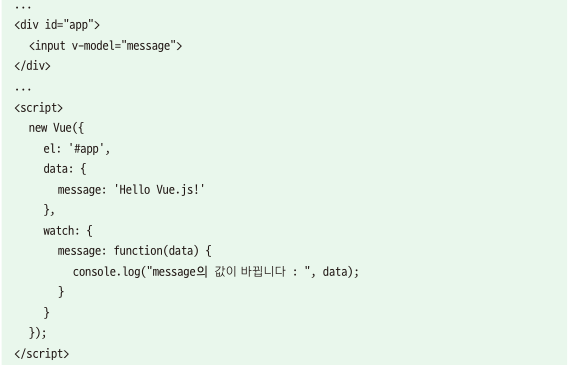 ...
<div id="app">
  <input v-model="message">
</div>
...
<script>
  new Vue({
    el: '#app',
    data: {
      message: 'Hello Vue.js!'
    },
    watch: {
      message: function(data) {
        console.log("message의 값이 바뀝니다 : ", data);
      }
    }
  });
</script>